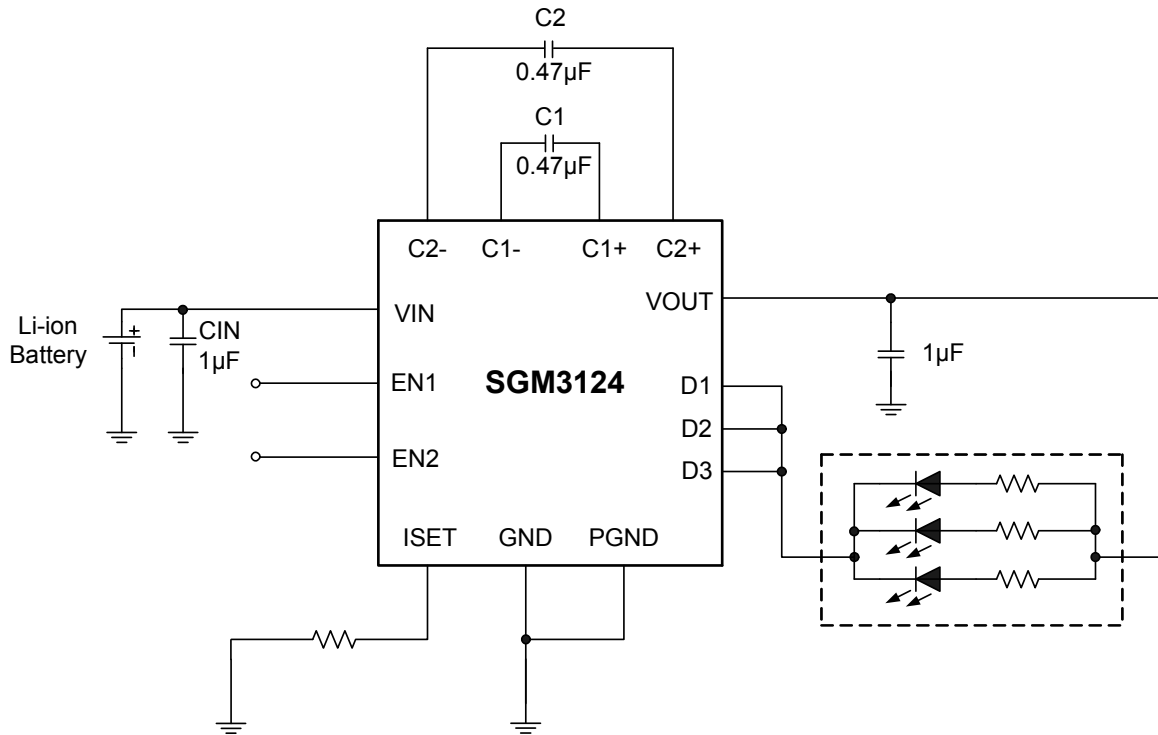 C2
0.47µF
C1
0.47µF
C2-
C1-
C1+
C2+
VIN
VOUT
Li-ion
Battery
+
CIN
1µF
1µF
EN1
SGM3124
D1
D2
EN2
D3
ISET
GND
PGND